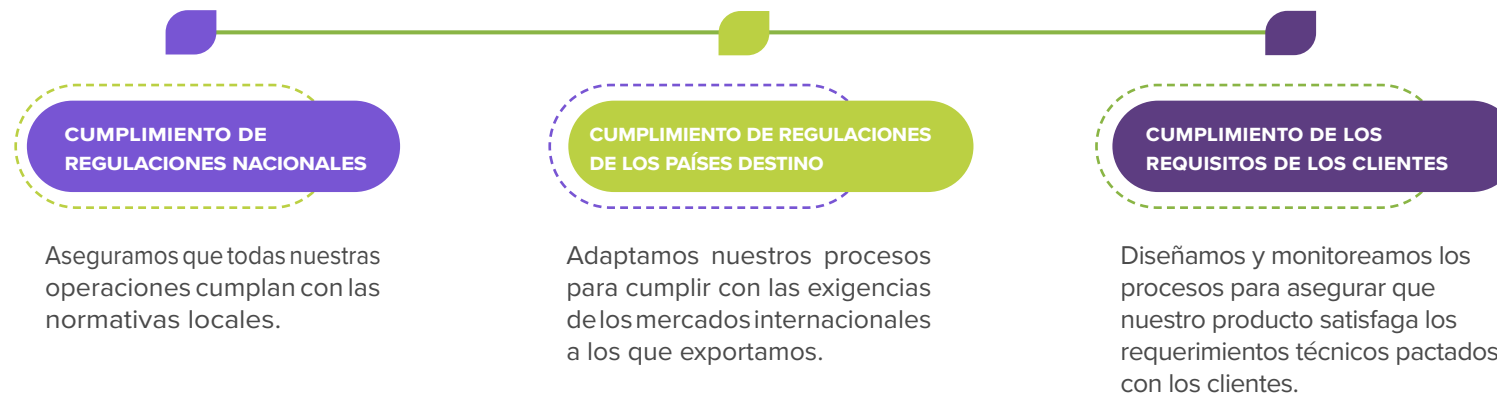 CUMPLIMIENTO DE
REGULACIONES NACIONALES
Aseguramos que todas nuestras
operaciones cumplan con las
normativas locales.
CUMPLIMIENTO DE REGULACIONES
DE LOS PAÍSES DESTINO
Adaptamos nuestros procesos
para cumplir con las exigencias
de los mercados internacionales
a los que exportamos.
CUMPLIMIENTO DE LOS
REQUISITOS DE LOS CLIENTES
Diseñamos y monitoreamos los
procesos para asegurar que
nuestro producto satisfaga los
requerimientos técnicos pactados
con los clientes.